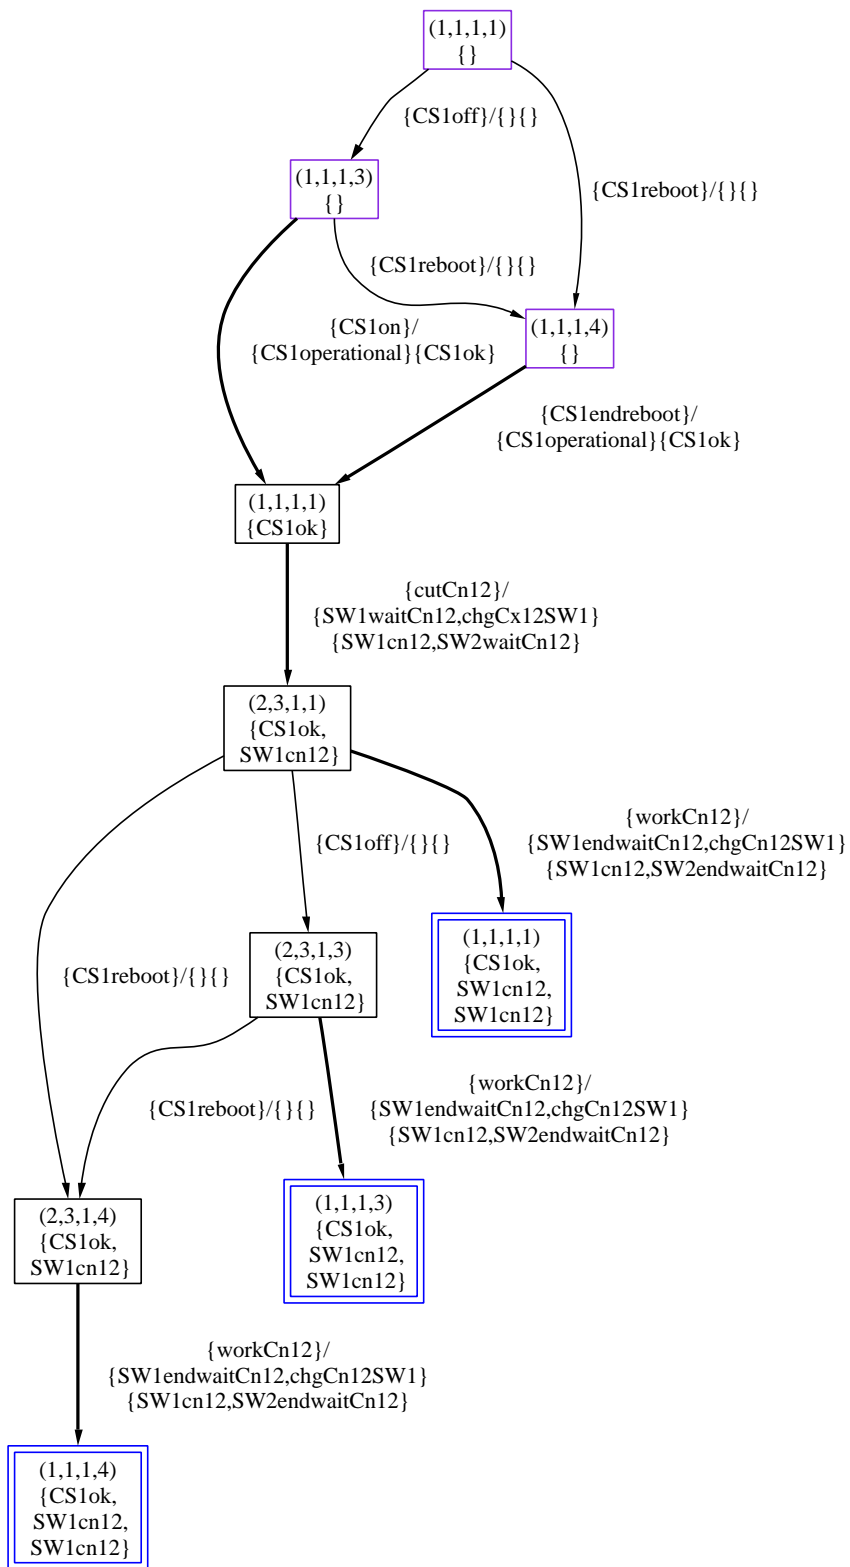 (1,1,1,1)
{}
{CS1off}/{}{}
(1,1,1,3)
{}
{CS1reboot}/{}{}
{CS1reboot}/{}{}
(1,1,1,4)
{}
{CS1on}/
{CS1operational}{CS1ok}
{CS1endreboot}/
{CS1operational}{CS1ok}
(1,1,1,1)
{CS1ok}
{cutCn12}/
{SW1waitCn12,chgCx12SW1}
{SW1cn12,SW2waitCn12}
(2,3,1,1)
{CS1ok,
SW1cn12}
{CS1off}/{}{}
{workCn12}/
{SW1endwaitCn12,chgCn12SW1}
{SW1cn12,SW2endwaitCn12}
(1,1,1,1)
{CS1ok,
SW1cn12,
SW1cn12}
{CS1reboot}/{}{}
(2,3,1,3)
{CS1ok,
SW1cn12}
{CS1reboot}/{}{}
{workCn12}/
{SW1endwaitCn12,chgCn12SW1}
{SW1cn12,SW2endwaitCn12}
(2,3,1,4)
{CS1ok,
SW1cn12}
(1,1,1,3)
{CS1ok,
SW1cn12,
SW1cn12}
{workCn12}/
{SW1endwaitCn12,chgCn12SW1}
{SW1cn12,SW2endwaitCn12}
(1,1,1,4)
{CS1ok,
SW1cn12,
SW1cn12}